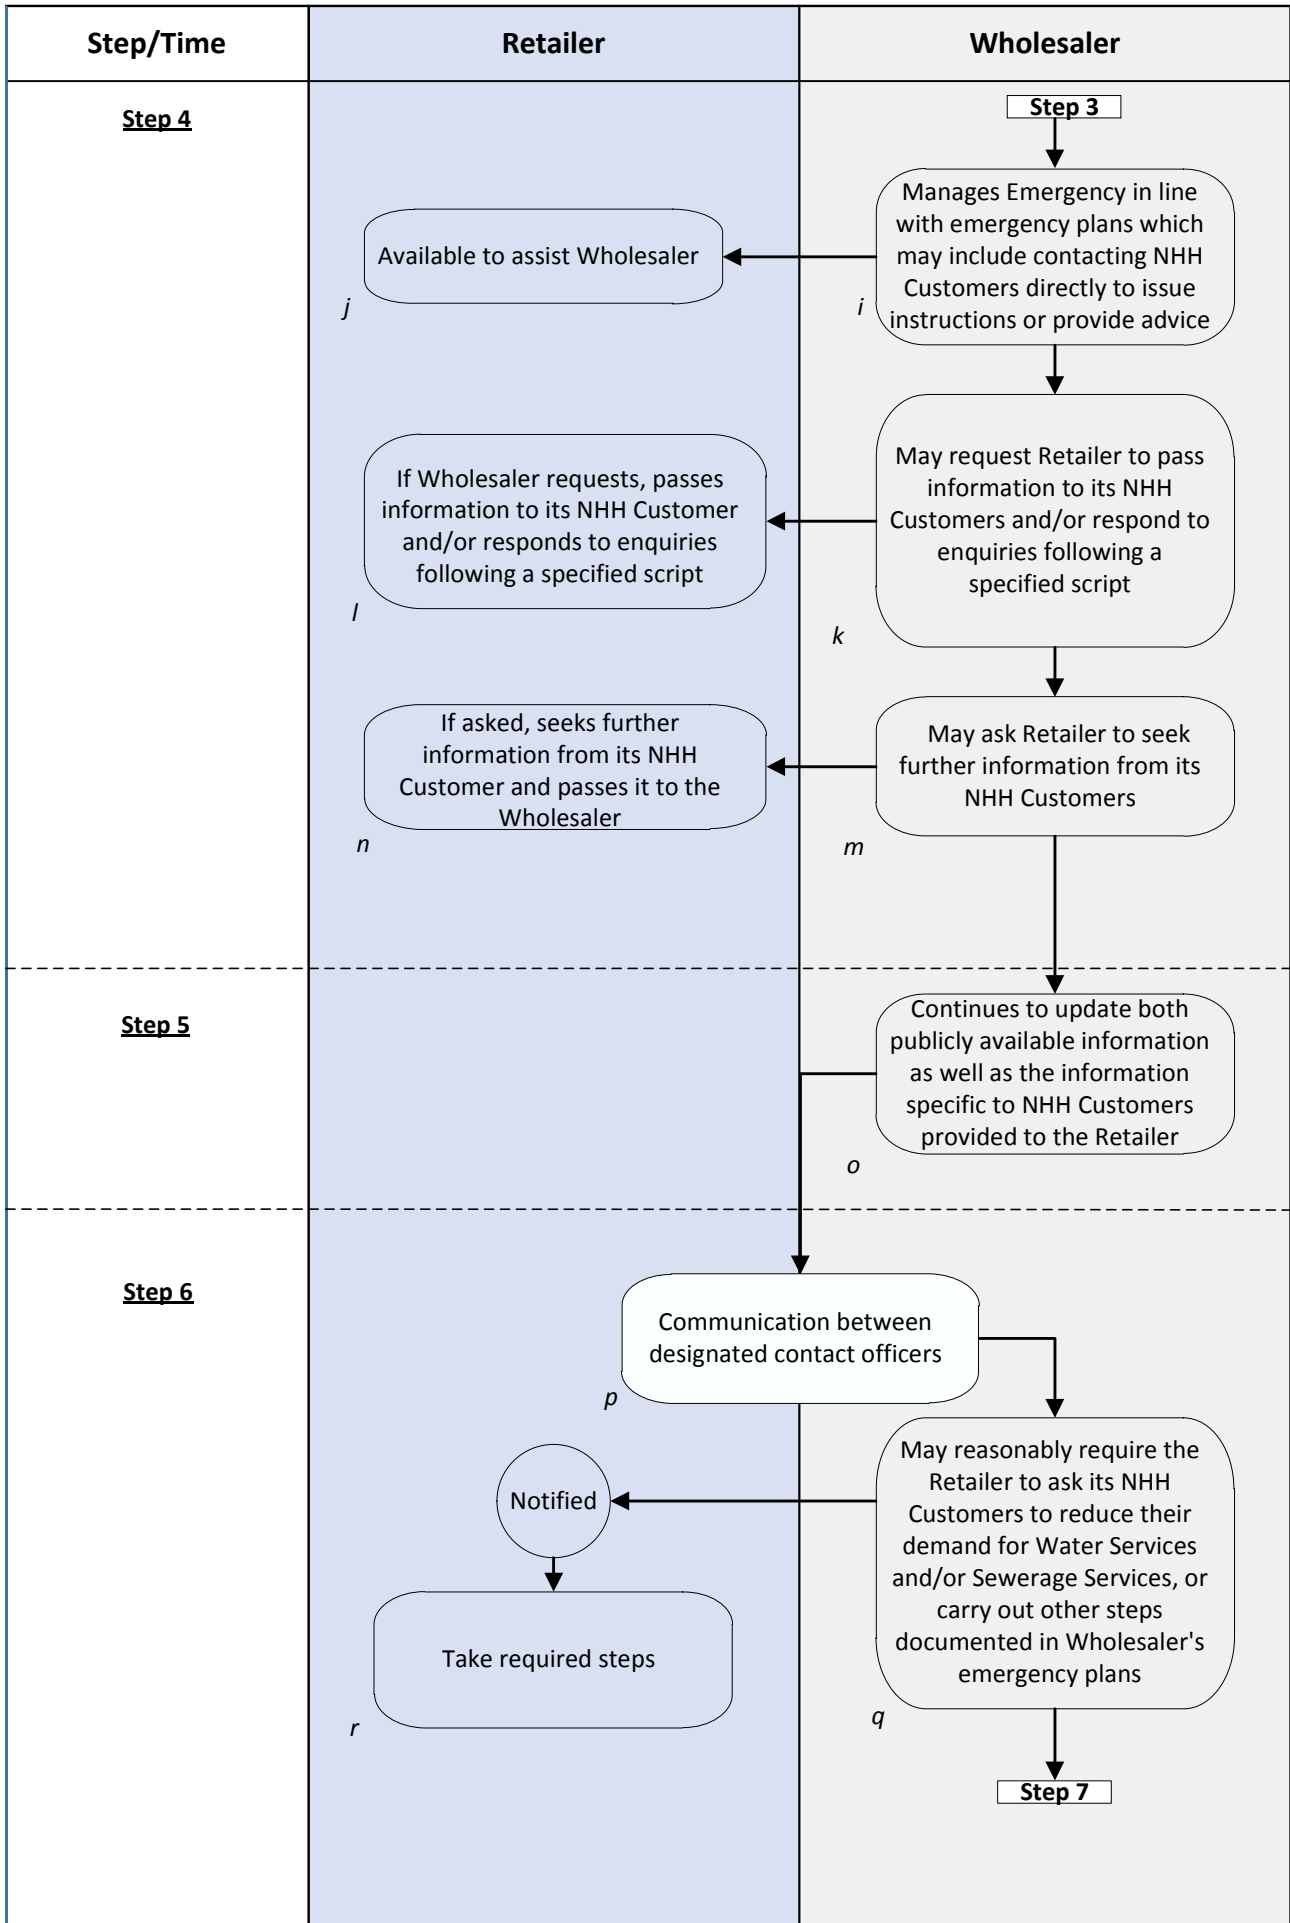 Step/Time
Retailer
Wholesaler
Step 4
Step 3
Manages Emergency in line
with emergency plans which
may include contacting NHH
Customers directly to issue
instructions or provide advice
i
Available to assist Wholesaler
j
May request Retailer to pass
information to its NHH
Customers and/or respond to
enquiries following a
specified script
k
If Wholesaler requests, passes
information to its NHH Customer
and/or responds to enquiries
following a specified script
l
May ask Retailer to seek
further information from its
NHH Customers
m
If asked, seeks further
information from its NHH
Customer and passes it to the
Wholesaler
n
Step 5
Continues to update both
publicly available information
as well as the information
specific to NHH Customers
provided to the Retailer
o
Step 6
Communication between
designated contact officers
p
May reasonably require the
Retailer to ask its NHH
Customers to reduce their
demand for Water Services
and/or Sewerage Services, or
carry out other steps
documented in Wholesaler's
emergency plans
q
Notified
Take required steps
r
Step 7